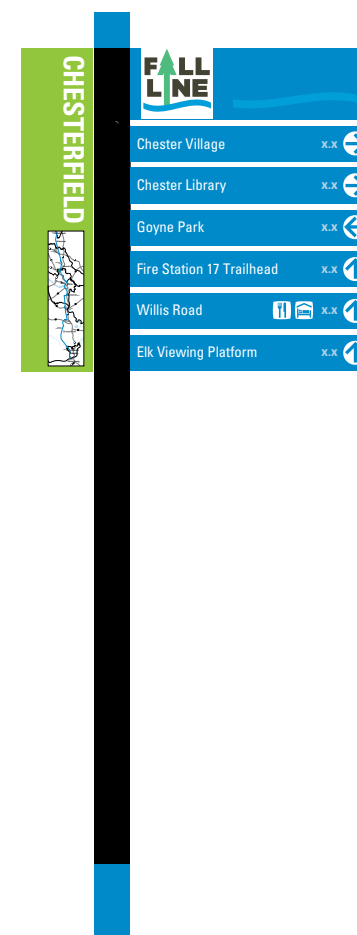 CHESTERFIELD
FALL
LINE
Chester Village x.x
Chester Library x.x
Goyne Park x.x
Fire Station 17 Trailhead x.x
Willis Road x.x
Elk Viewing Platform x.x